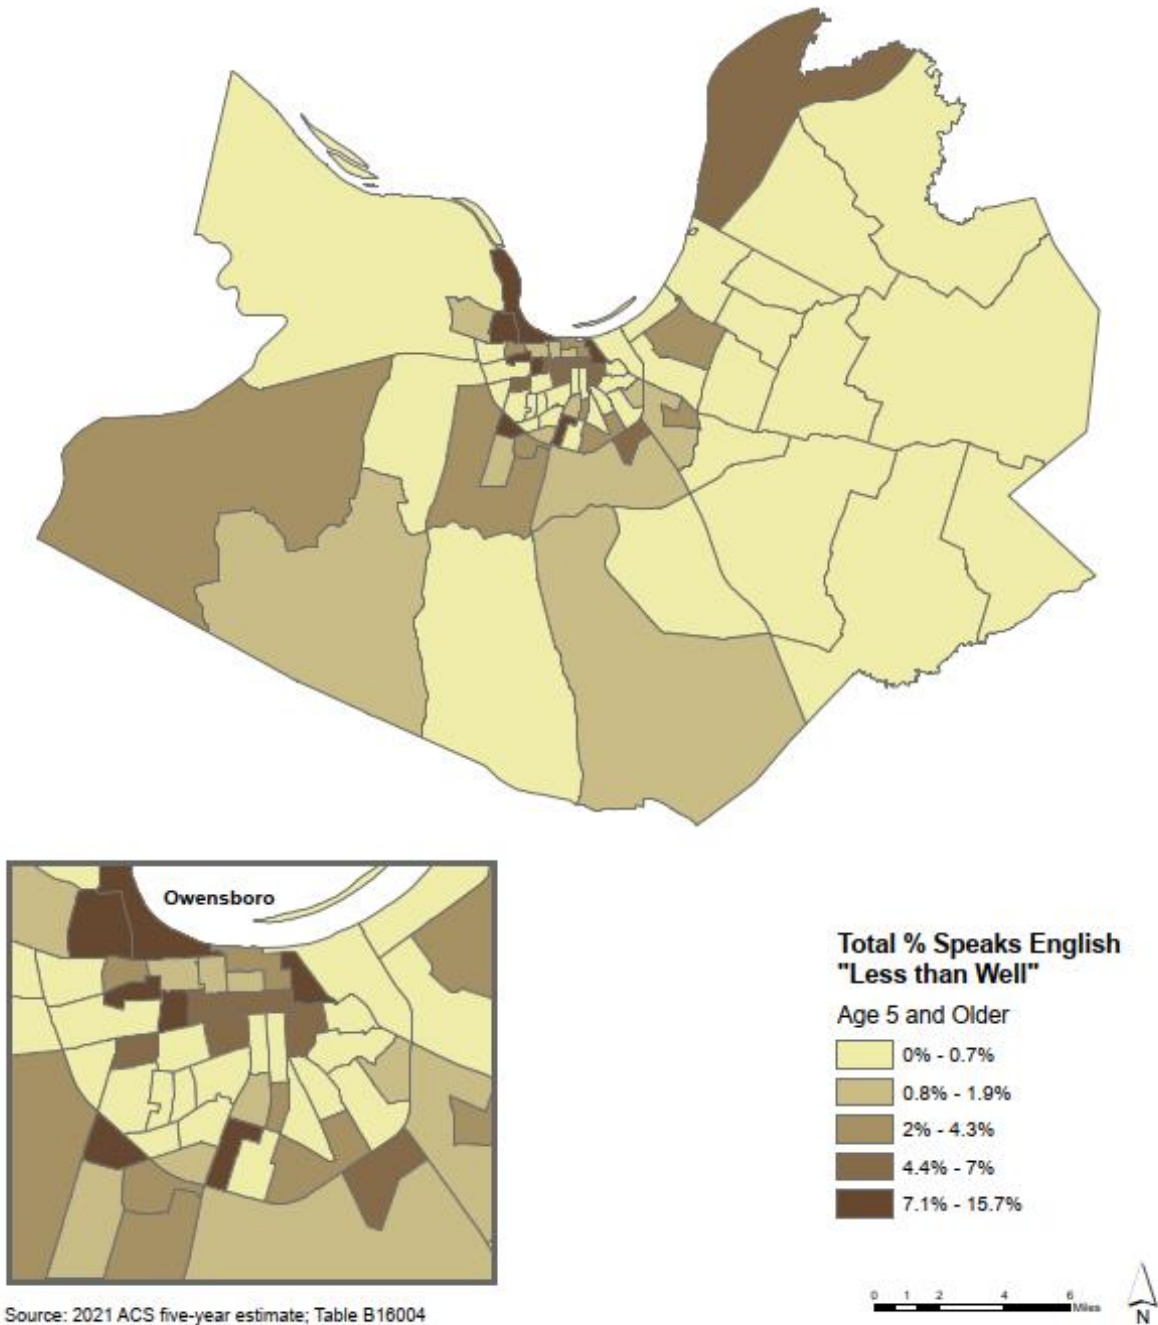 Owensboro
Total % Speaks English
"Less than Well"
Age 5 and Older
0% - 0.7%
0.8% - 1.9%
2% - 4.3%
4.4% - 7%
7.1% - 15.7%
0 1 2 4 6
Miles
N
Source: 2021 ACS five-year estimate; Table B16004